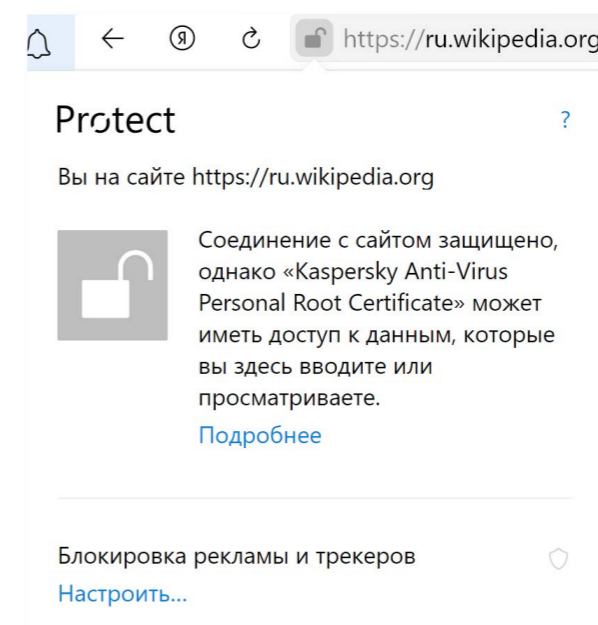 Я https://ru.wikipedia.org
Protect ?
Вы на сайте https://ru.wikipedia.org
Соединение с сайтом защищено,
однако «Kaspersky Anti-Virus
Personal Root Certificate» может
иметь доступ к данным, которые
вы здесь вводите или
просматриваете.
Подробнее
Блокировка рекламы и трекеров
Настроить...